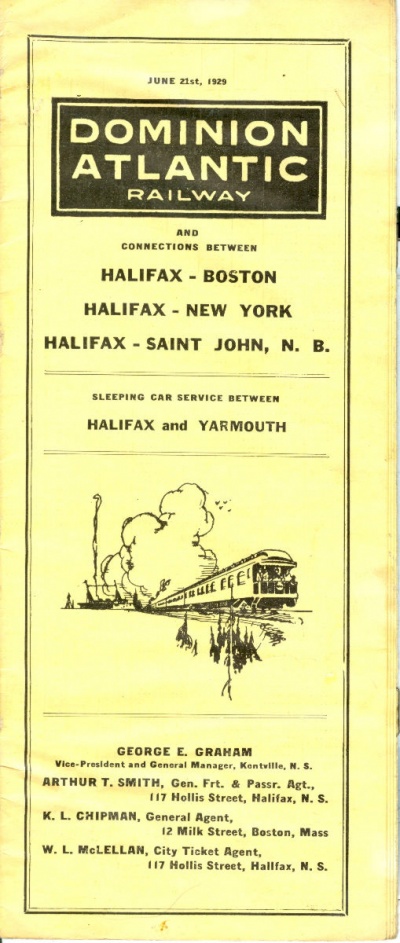 JUNE 21st, 1929
DOMINION
ATLANTIC
RAILWAY
AND
CONNECTIONS BETWEEN
HALIFAX - BOSTON
HALIFAX - NEW YORK
HALIFAX - SAINT JOHN, N. B.
SLEEPING CAR SERVICE BETWEEN
HALIFAX and YARMOUTH
GEORGE E. GRAHAM
Vice-President and General Manager, Kentville, N. S.
ARTHUR T. SMITH, Gen. Frt. & Passr. Agt.,
117 Hollis Street, Halifax, N. S.
K. L. CHIPMAN, General Agent,
12 Milk Street, Boston, Mass
W. L. McLELLAN, City Ticket Agent,
117 Hollis Street, Halifax, N. S.